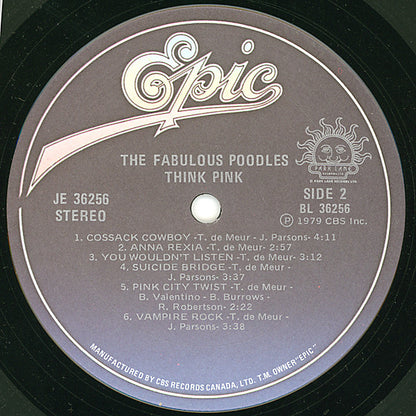 Epic
THE FABULOUS POODLES
THINK PINK
PARK LANE
JE 36256
STEREO
SIDE 2
BL 36256
Ⓟ 1979 CBS Inc.
1. COSSACK COWBOY -T. de Meur- J. Parsons- 4:11
2. ANNA REXIA -T. de Meur- 2:57
3. YOU WOULDN'T LISTEN -T. de Meur- 3:12
4. SUICIDE BRIDGE -T. de Meur -
J. Parsons- 3:37
5. PINK CITY TWIST -T. de Meur -
B. Valentino - B. Burrows -
R. Robertson- 2:22
6. VAMPIRE ROCK -T. de Meur -
J. Parsons- 3:38
MANUFACTURED BY CBS RECORDS CANADA, LTD. T.M. OWNER "EPIC"